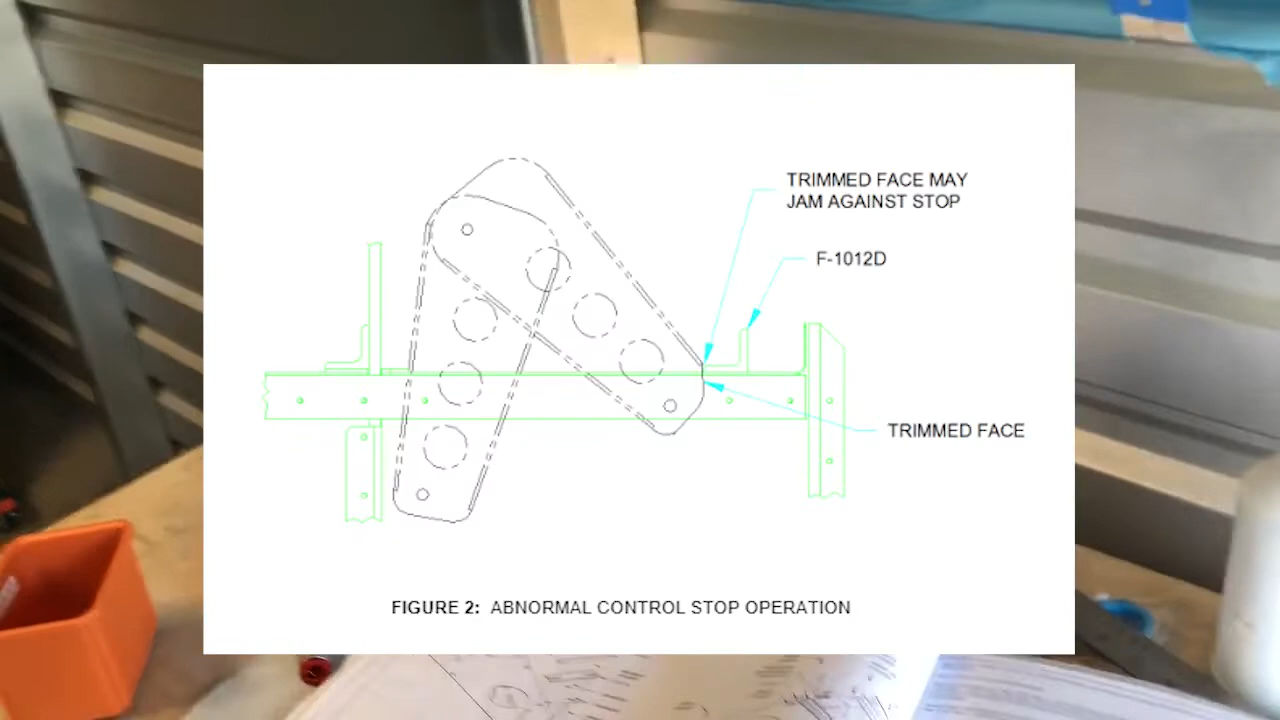 TRIMMED FACE MAY
JAM AGAINST STOP
F-1012D
TRIMMED FACE
FIGURE 2: ABNORMAL CONTROL STOP OPERATION